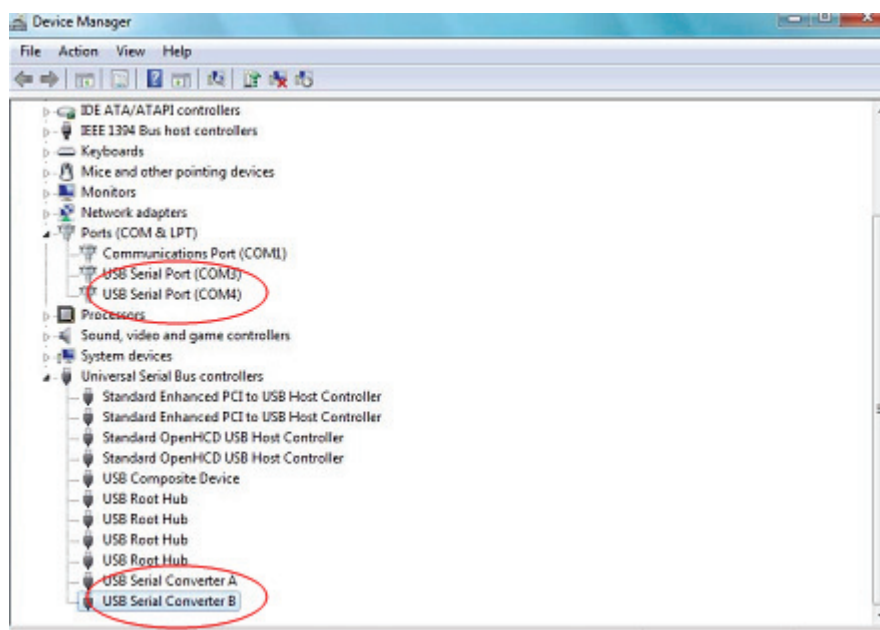 Device Manager
File Action View Help
IDE ATA/ATAPI controllers
IEEE 1394 Bus host controllers
Keyboards
Mice and other pointing devices
Monitors
Network adapters
Ports (COM & LPT)
Communications Port (COM1)
USB Serial Port (COM3)
USB Serial Port (COM4)
Processors
Sound, video and game controllers
System devices
Universal Serial Bus controllers
Standard Enhanced PCI to USB Host Controller
Standard Enhanced PCI to USB Host Controller
Standard OpenHCD USB Host Controller
Standard OpenHCD USB Host Controller
USB Composite Device
USB Root Hub
USB Root Hub
USB Root Hub
USB Root Hub
USB Serial Converter A
USB Serial Converter B